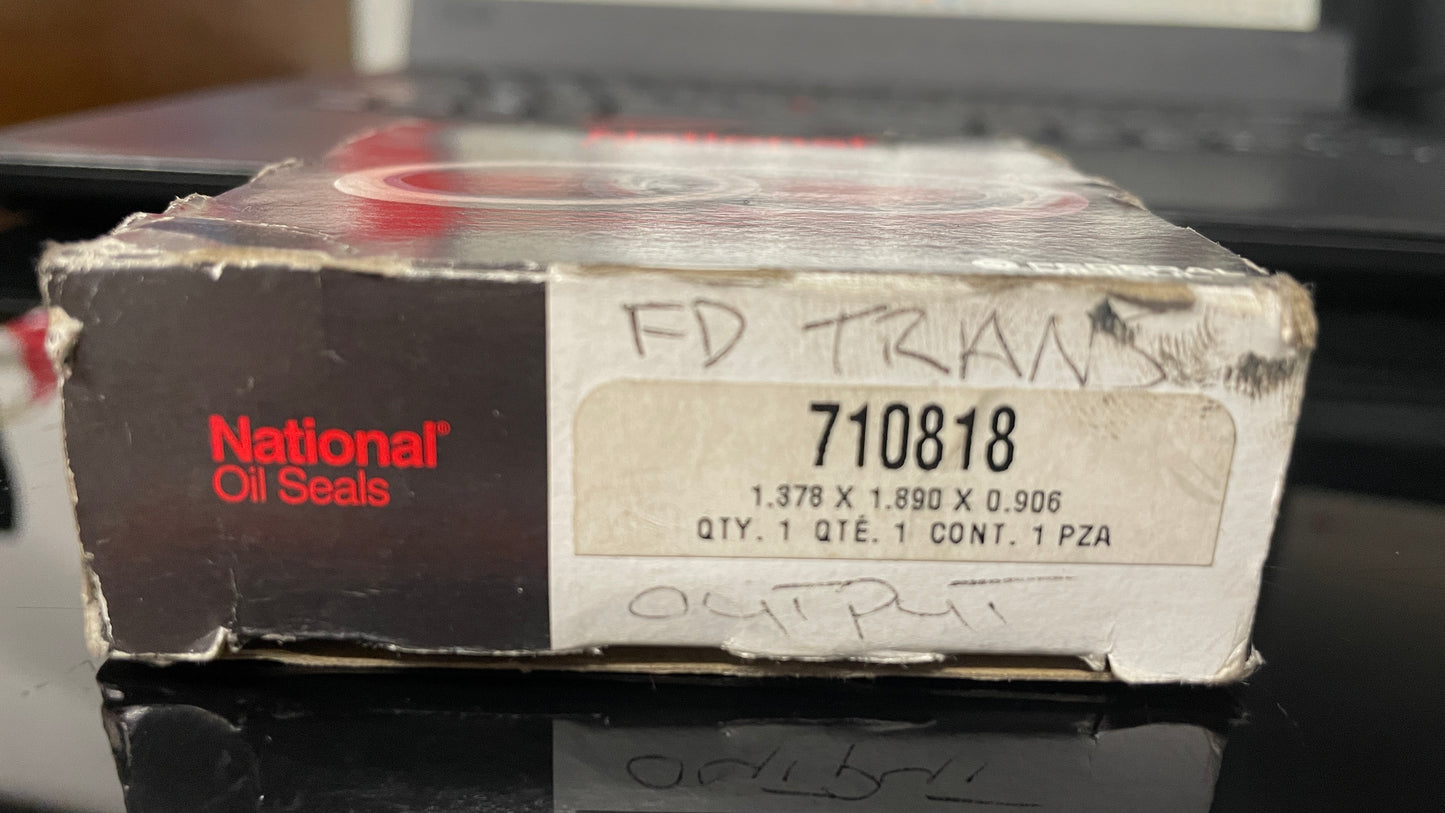 National®
Oil Seals
FD TRANS
710818
1.378 X 1.890 X 0.906
QTY. 1 QTÉ. 1 CONT. 1 PZA
OUTPUT